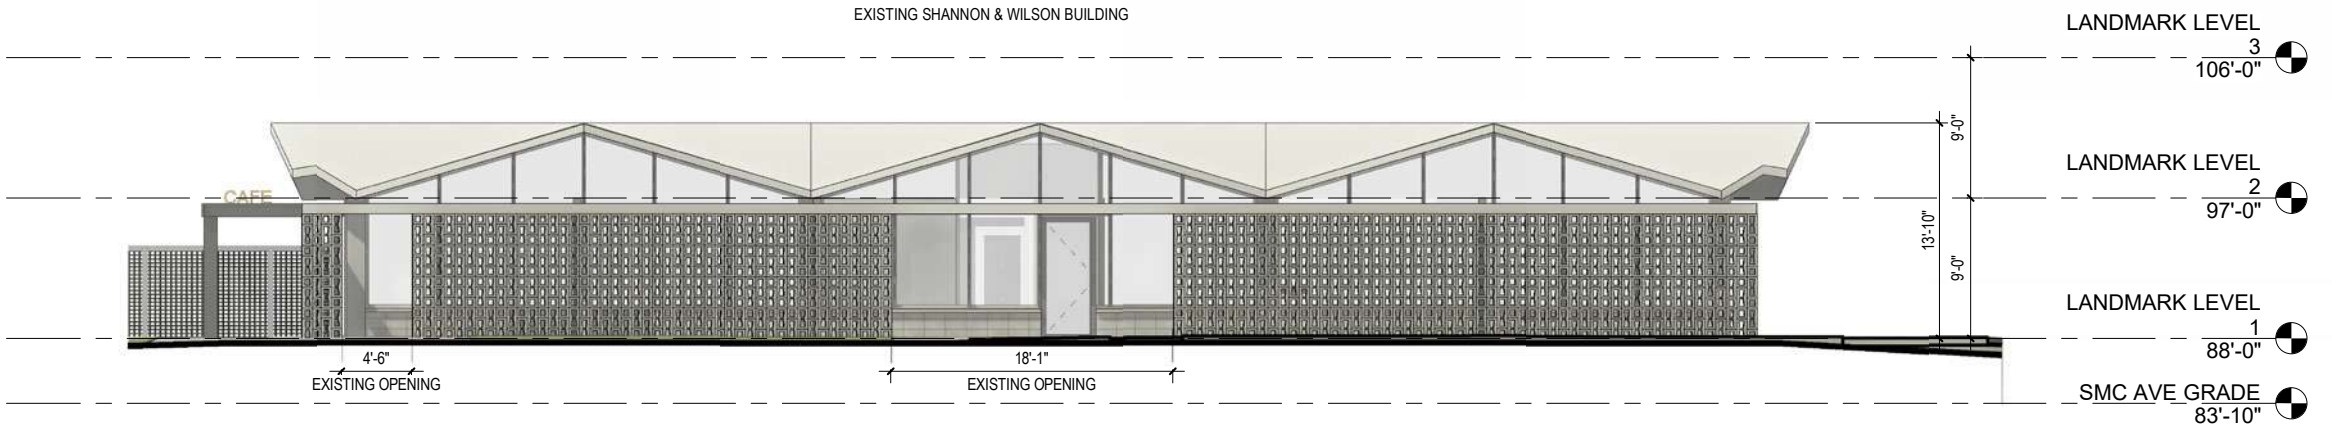 EXISTING SHANNON & WILSON BUILDING
LANDMARK LEVEL
3
106'-0"
9'-0"
LANDMARK LEVEL
2
97'-0"
CAFE
13'-10"
9'-0"
LANDMARK LEVEL
1
88'-0"
4'-6"
EXISTING OPENING
18'-1"
EXISTING OPENING
SMC AVE GRADE
83'-10"